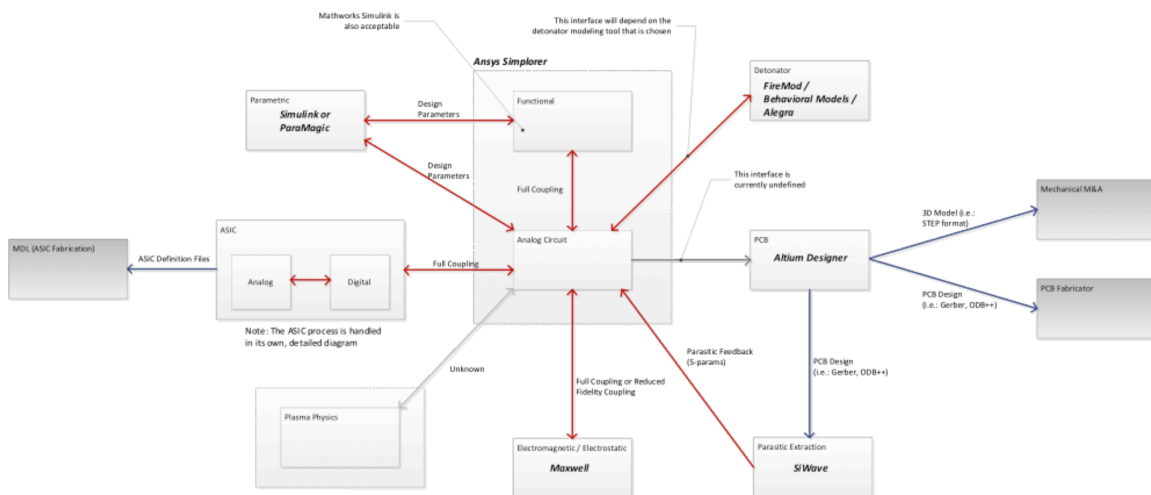 Mathworks Simulink is
also acceptable
This interface will depend on the
detonator modeling tool that is chosen
Ansys Simplorer
Detonator
FireMod /
Behavioral Models /
Alegra
Parametric
Simulink or
ParaMagic
Design
Parameters
Functional
Design
Parameters
Full Coupling
This interface is
currently undefined
Mechanical M&A
3D Model (i.e.:
STEP format)
ASIC
Analog Circuit
PCB
Altium Designer
MDL (ASIC Fabrication)
ASIC Definition Files
Full Coupling
Analog
Digital
PCB Fabricator
PCB Design
(i.e.: Gerber, ODB++)
Note: The ASIC process is handled
in its own, detailed diagram
Parasitic Feedback
(S-params)
PCB Design
(i.e.: Gerber, ODB++)
Unknown
Full Coupling or Reduced
Fidelity Coupling
Plasma Physics
Electromagnetic / Electrostatic
Maxwell
Parasitic Extraction
SiWave